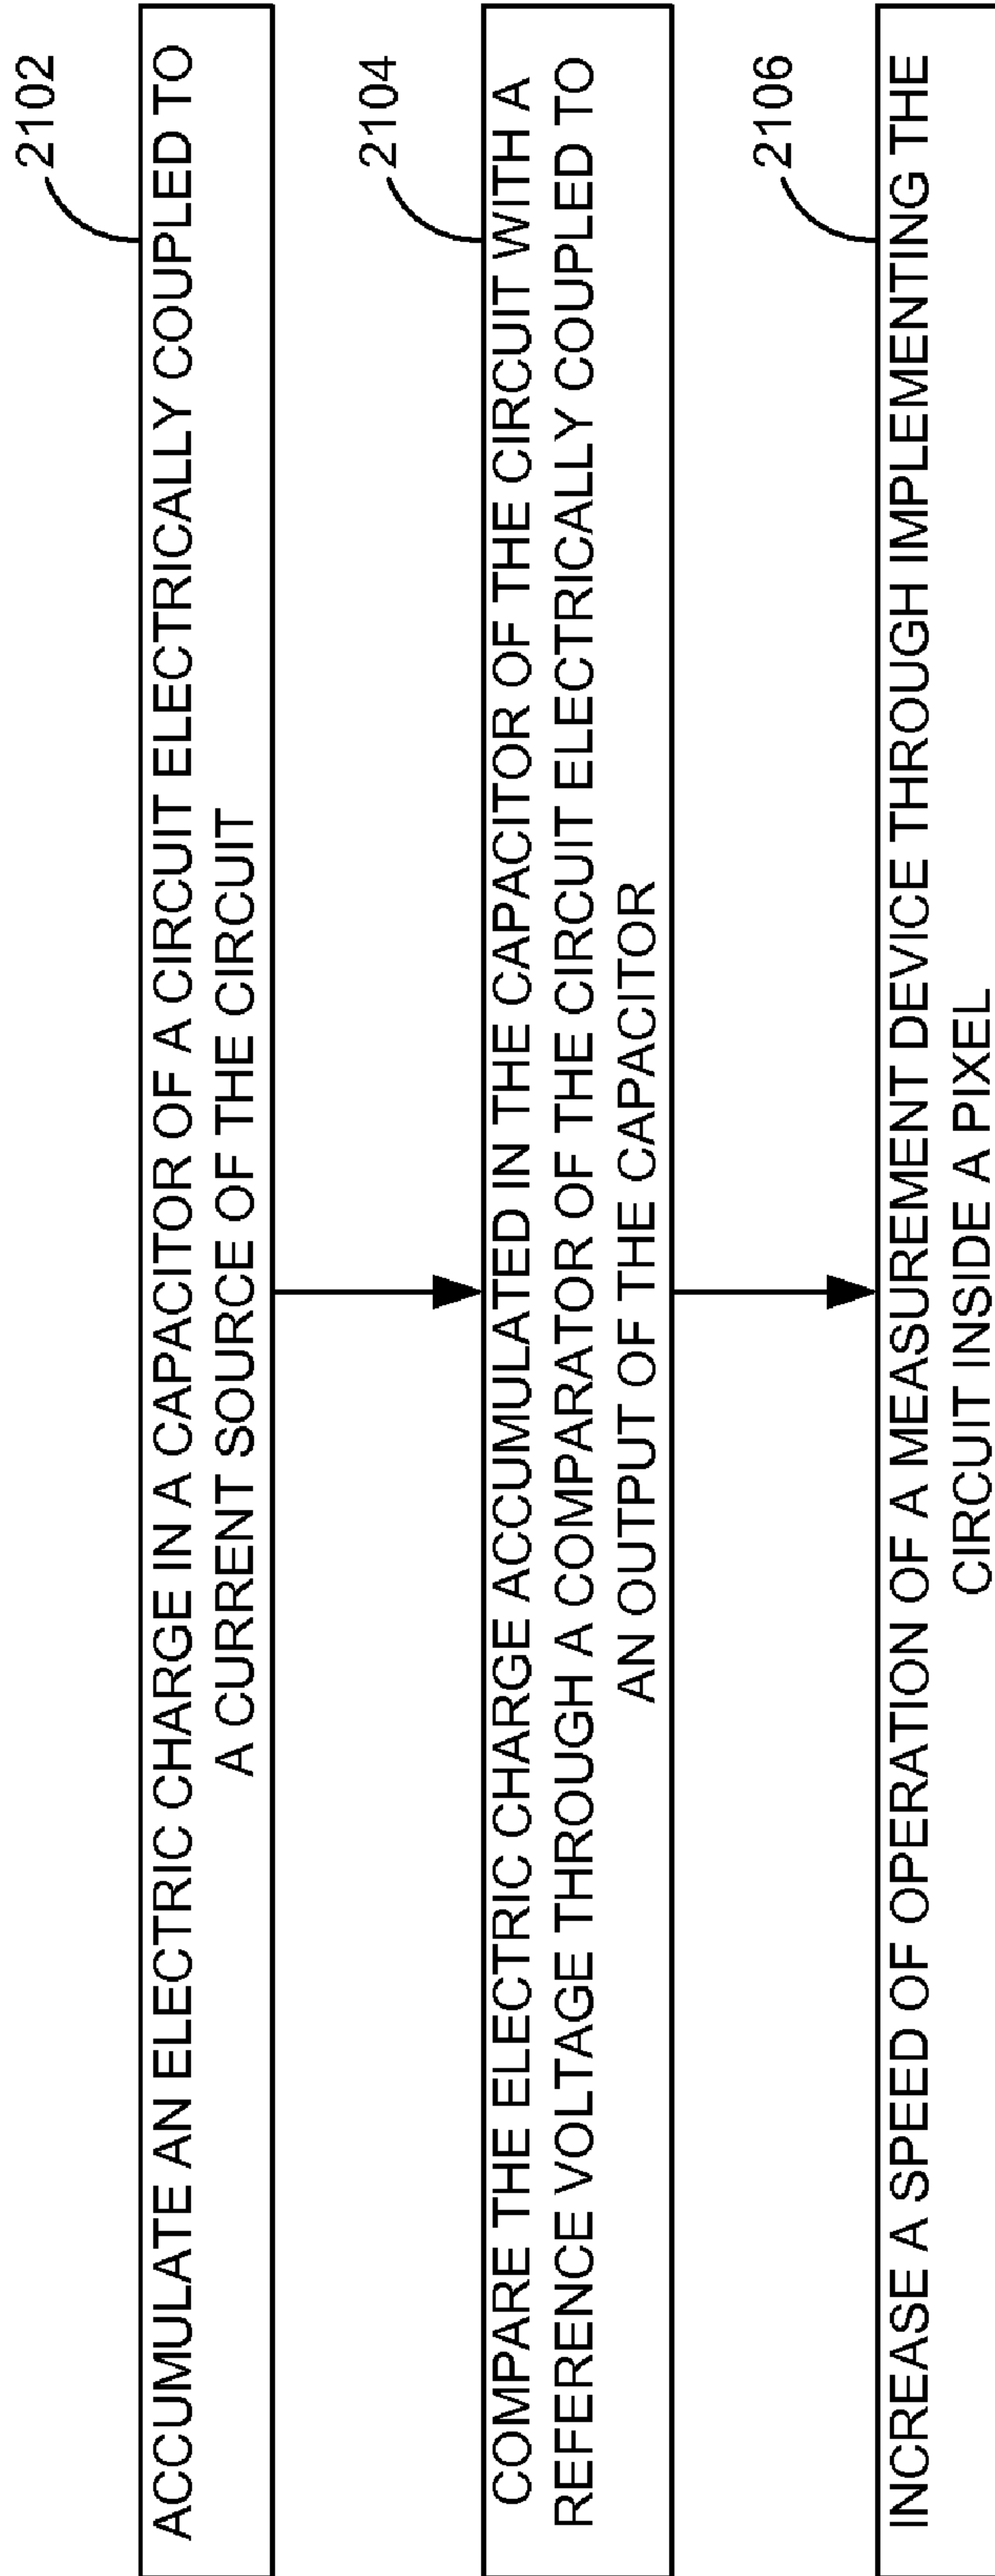 2102
ACCUMULATE AN ELECTRIC CHARGE IN A CAPACITOR OF A CIRCUIT ELECTRICALLY COUPLED TO
A CURRENT SOURCE OF THE CIRCUIT
2104
COMPARE THE ELECTRIC CHARGE ACCUMULATED IN THE CAPACITOR OF THE CIRCUIT WITH A
REFERENCE VOLTAGE THROUGH A COMPARATOR OF THE CIRCUIT ELECTRICALLY COUPLED TO
AN OUTPUT OF THE CAPACITOR
2106
INCREASE A SPEED OF OPERATION OF A MEASUREMENT DEVICE THROUGH IMPLEMENTING THE
CIRCUIT INSIDE A PIXEL